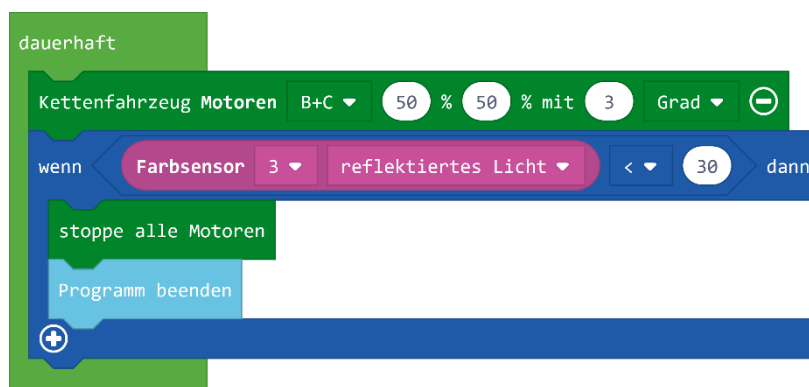 dauerhaft
Kettenfahrzeug Motoren B+C 50 % 50 % mit 3 Grad
wenn Farbsensor 3 reflektiertes Licht < 30 dann
stoppe alle Motoren
Programm beenden